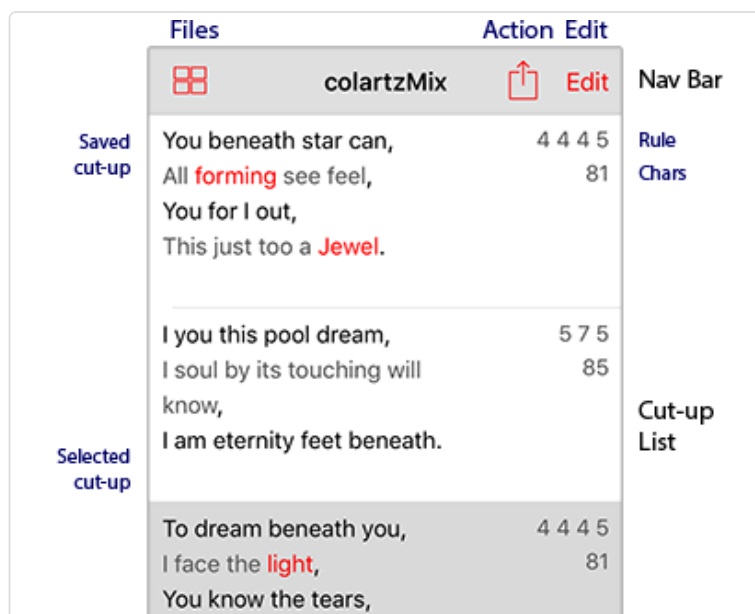 Files Action Edit
colartzMix Edit Nav Bar
Saved cut-up
You beneath star can, 4 4 4 5 Rule
All forming see feel, 81 Chars
You for I out,
This just too a Jewel.
I you this pool dream, 5 7 5
I soul by its touching will 85
know,
I am eternity feet beneath.
Cut-up
List
Selected
cut-up
To dream beneath you, 4 4 4 5
I face the light, 81
You know the tears,